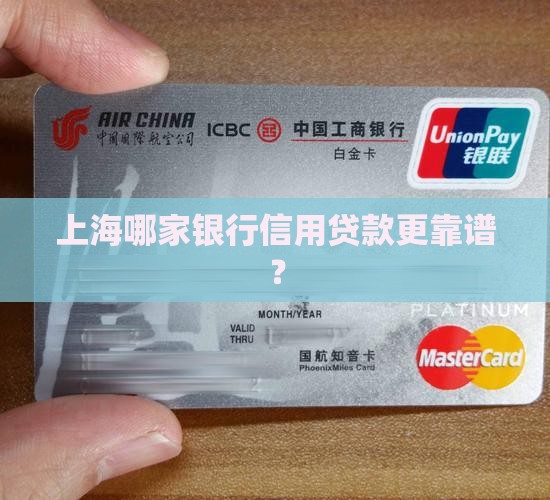 AIR CHINA
中国国际航空公司
ICBC 中国工商银行
白金卡
UnionPay
银联
上海哪家银行信用贷款更靠谱
?
PLATINUM
MONTH/YEAR
VALID
THRU
国航知音卡
PhoenixMiles Card
MasterCard